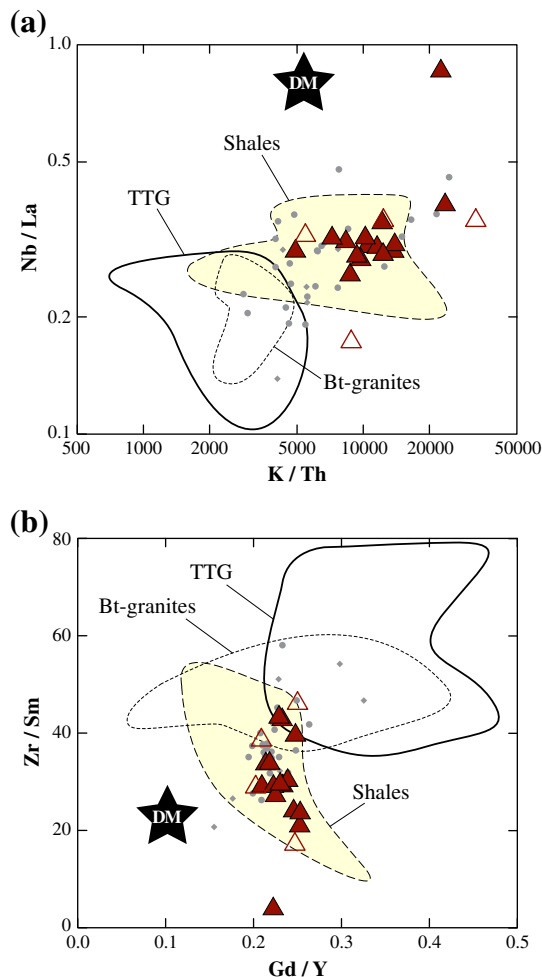 (a)
1.0
DM
Shales
0.5
TTG
Nb / La
0.2
Bt-granites
0.1
500 1000 2000 5000 10000 20000 50000
K / Th
(b)
80
TTG
Bt-granites
60
Zr / Sm
40
Shales
DM
20
0
0.0 0.1 0.2 0.3 0.4 0.5
Gd / Y